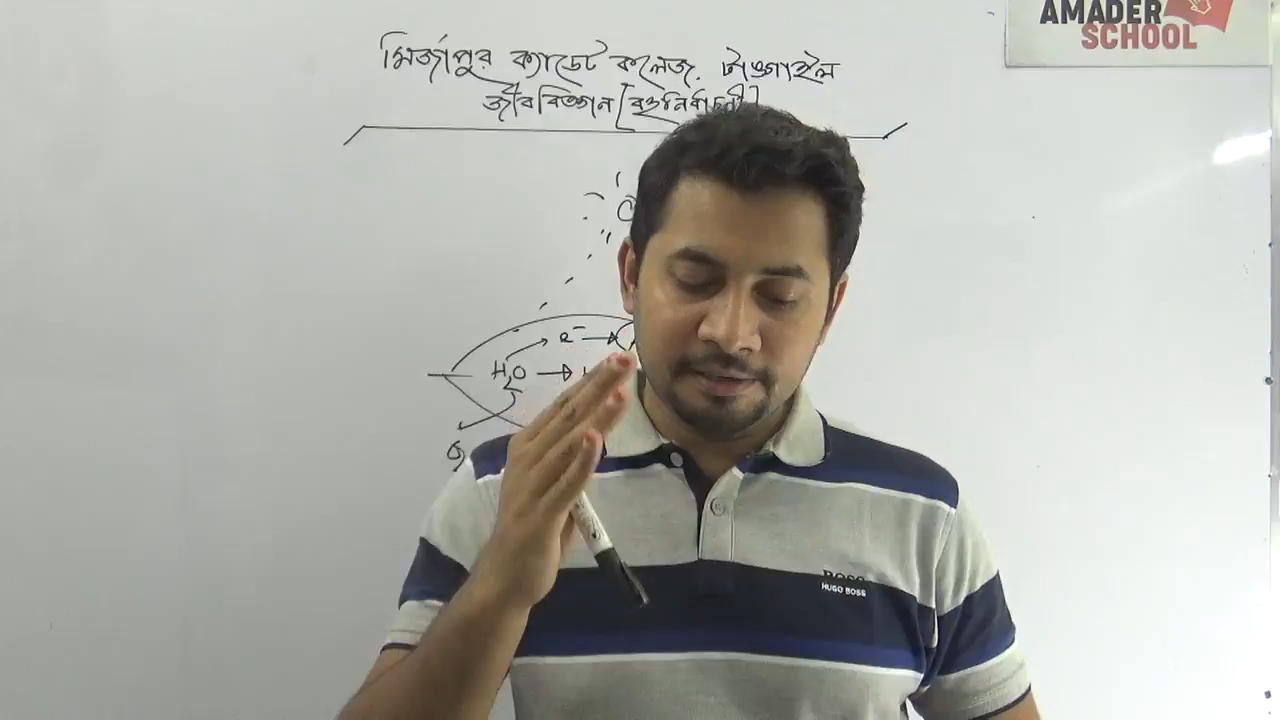 AMADER
SCHOOL
মির্জাপুর ক্যাডেট কলেজ, টাঙ্গাইল
জীববিজ্ঞান [বহুনির্বাচনী]
e⁻
H₂O
BOSS
HUGO BOSS